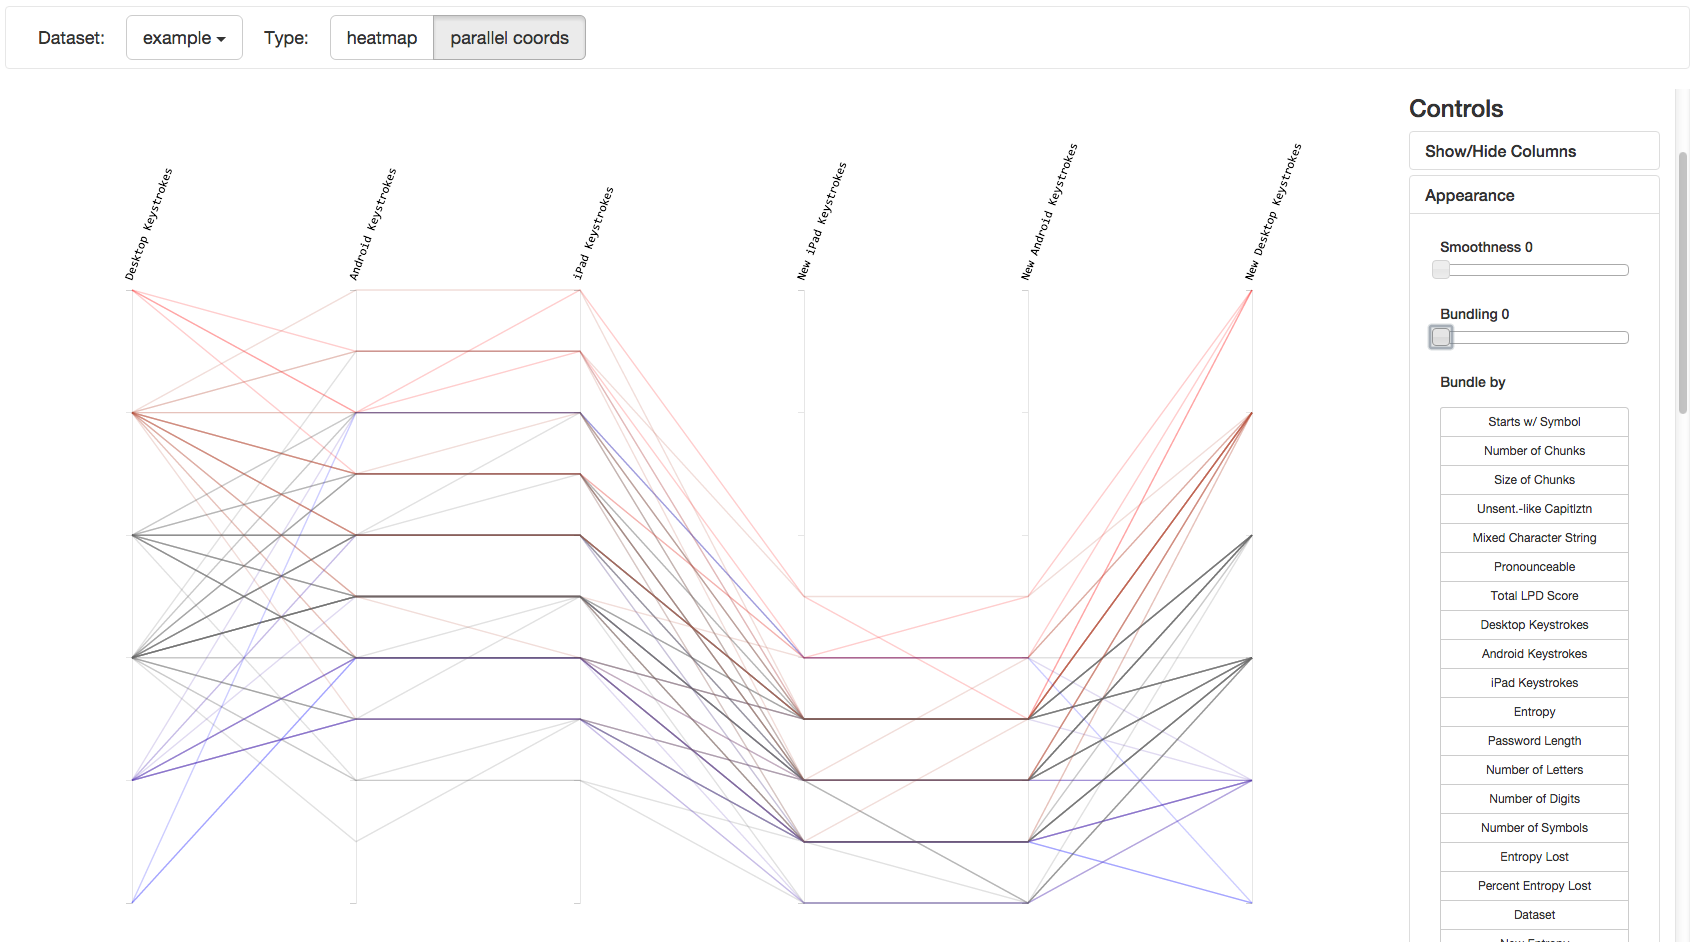 Dataset: example Type: heatmap parallel coords
Controls
Show/Hide Columns
Appearance
Smoothness 0
Bundling 0
Bundle by
Starts w/ Symbol
Number of Chunks
Size of Chunks
Unsent.-like Capitlztn
Mixed Character String
Pronounceable
Total LPD Score
Desktop Keystrokes
Android Keystrokes
iPad Keystrokes
Entropy
Password Length
Number of Letters
Number of Digits
Number of Symbols
Entropy Lost
Percent Entropy Lost
Dataset
New Entropy
Desktop Keystrokes
Android Keystrokes
iPad Keystrokes
New iPad Keystrokes
New Android Keystrokes
New Desktop Keystrokes